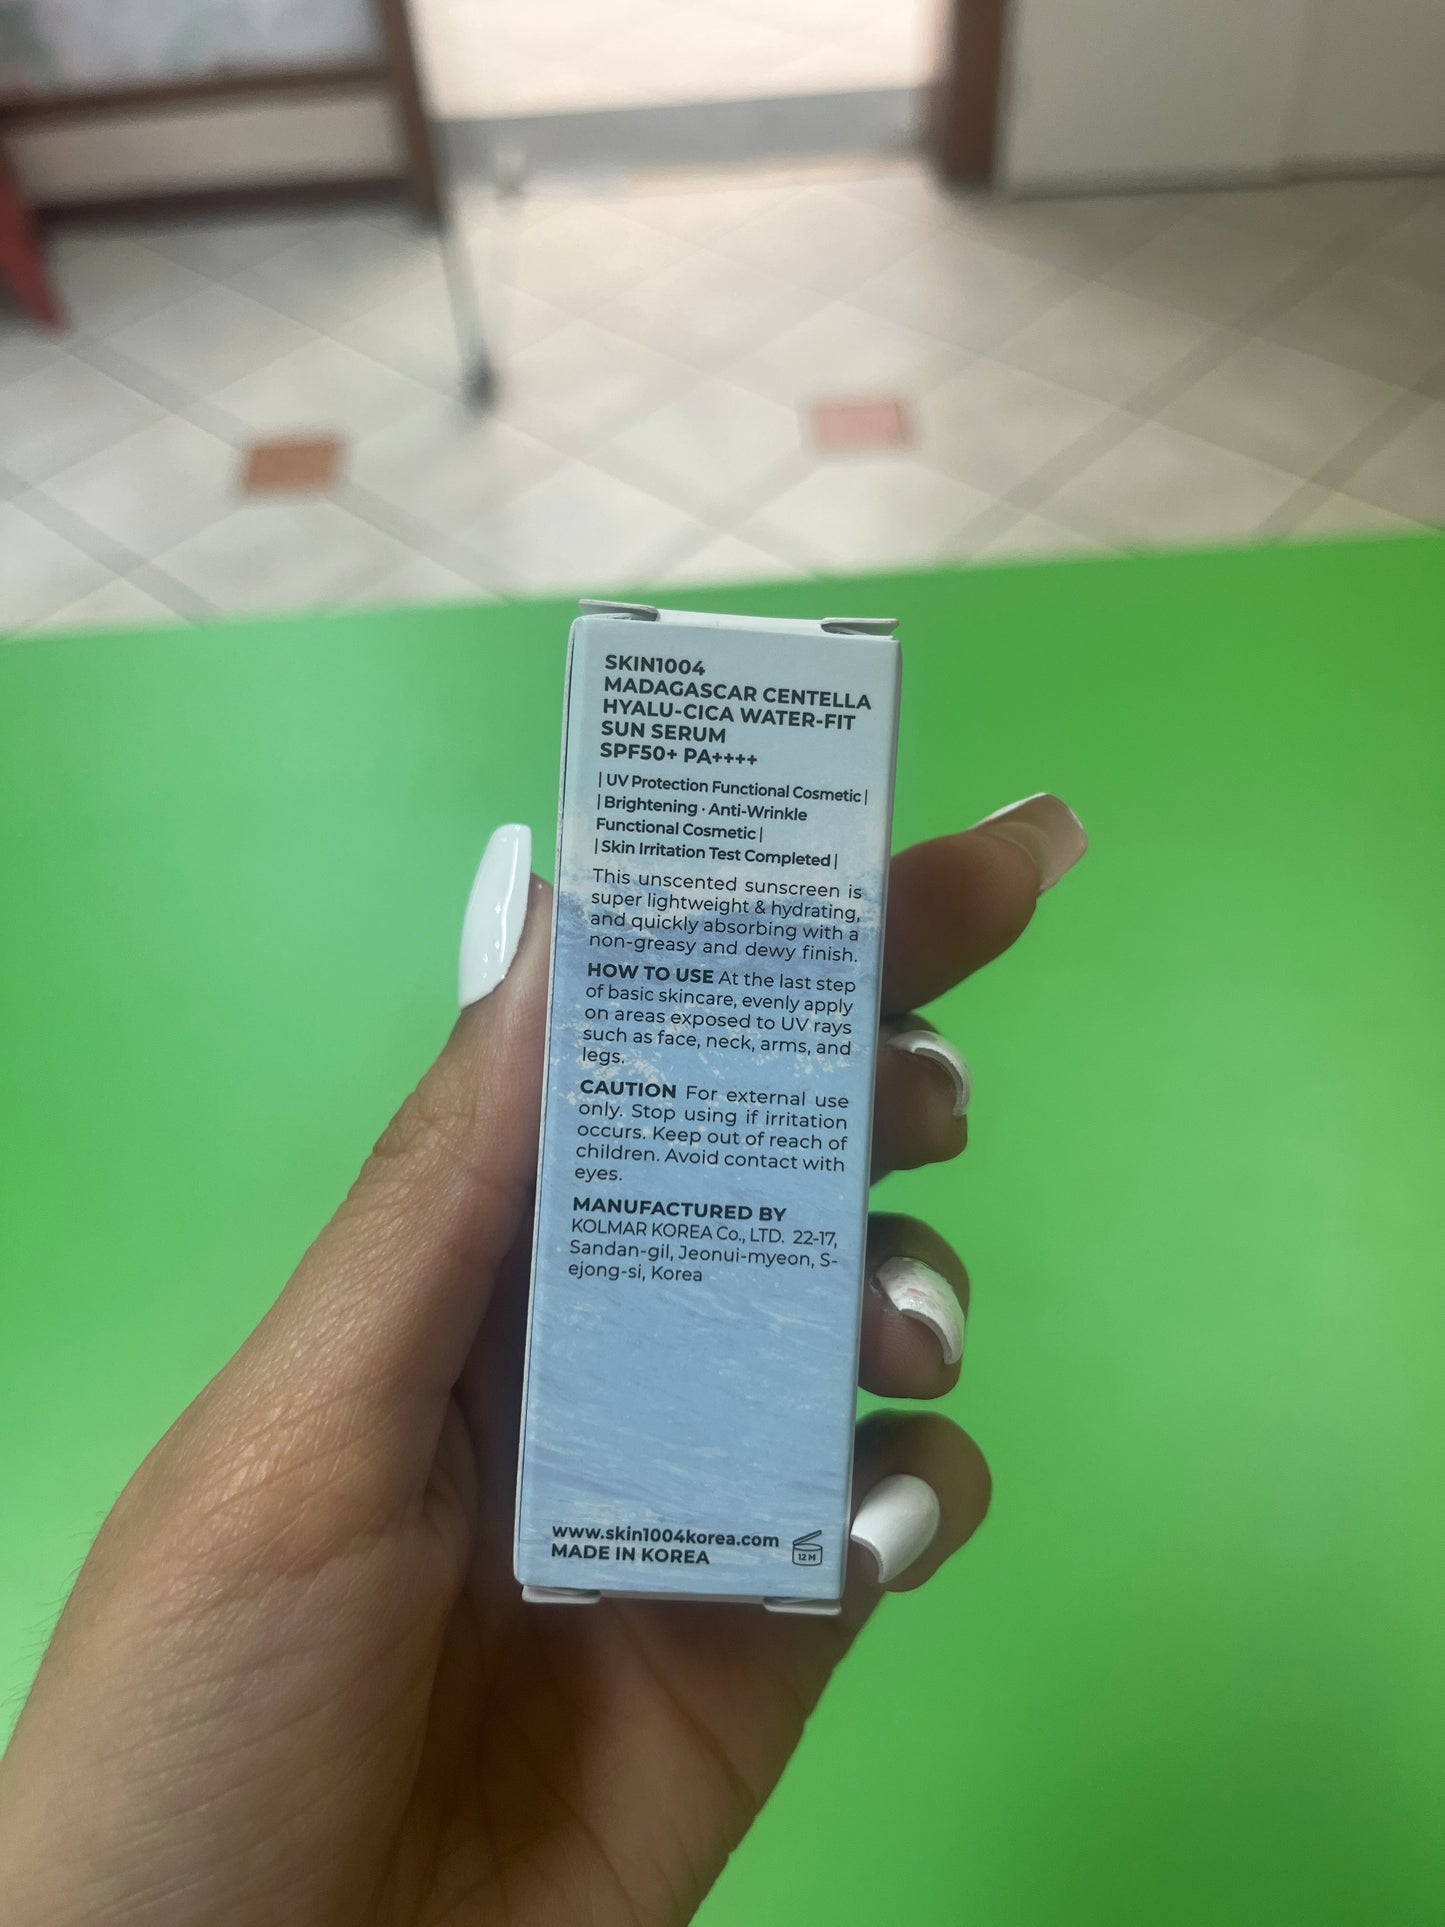 SKIN1004
MADAGASCAR CENTELLA
HYALU-CICA WATER-FIT
SUN SERUM
SPF50+ PA++++
| UV Protection Functional Cosmetic |
| Brightening · Anti-Wrinkle
Functional Cosmetic |
| Skin Irritation Test Completed |
This unscented sunscreen is
super lightweight & hydrating,
and quickly absorbing with a
non-greasy and dewy finish.
HOW TO USE At the last step
of basic skincare, evenly apply
on areas exposed to UV rays
such as face, neck, arms, and
legs.
CAUTION For external use
only. Stop using if irritation
occurs. Keep out of reach of
children. Avoid contact with
eyes.
MANUFACTURED BY
KOLMAR KOREA Co., LTD. 22-17,
Sandan-gil, Jeonui-myeon, S-
ejong-si, Korea
www.skin1004korea.com
MADE IN KOREA
12 M